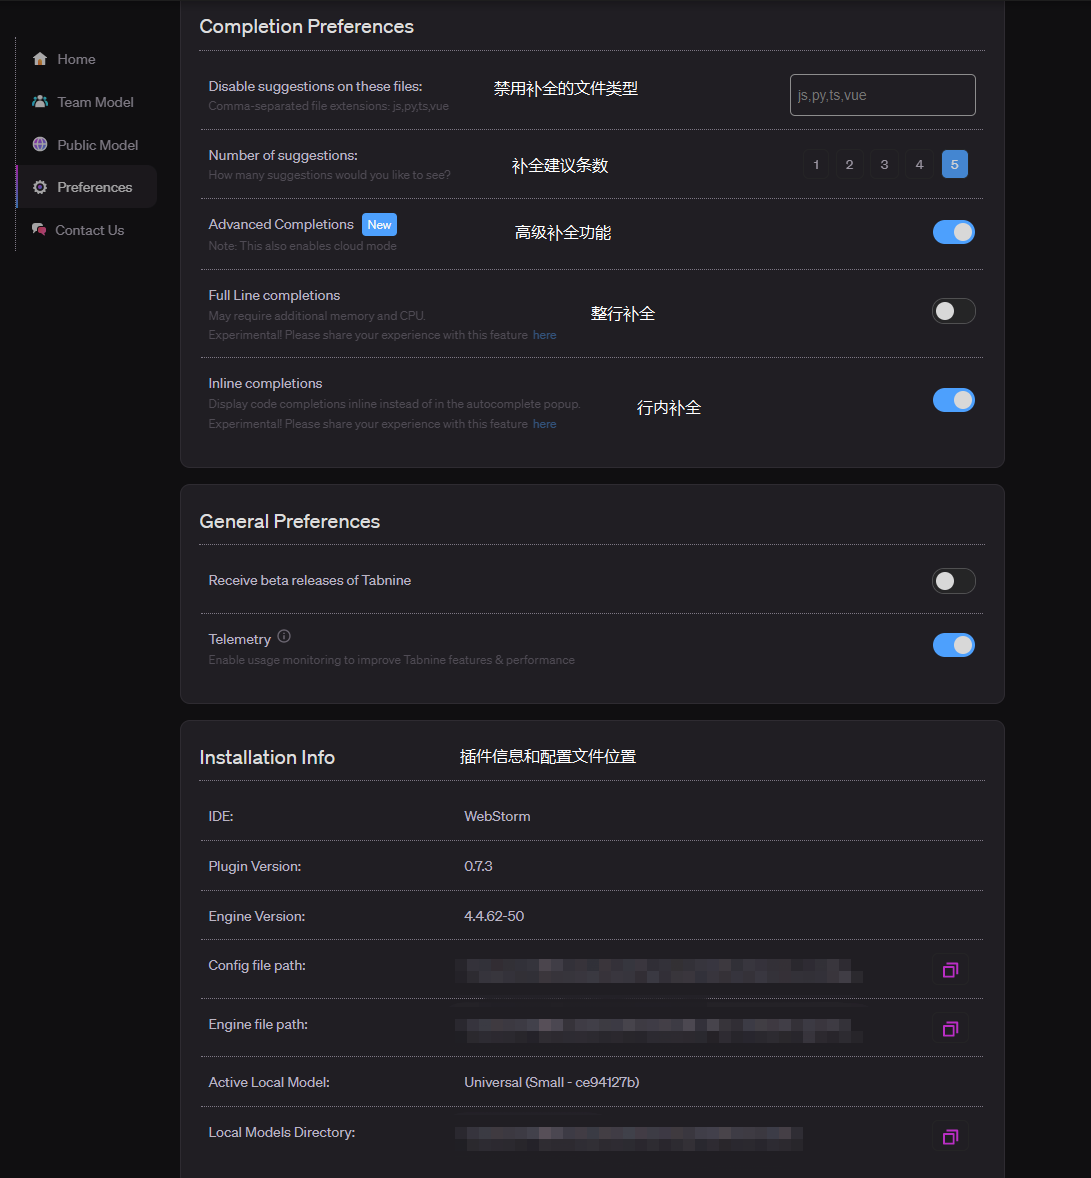 Home
Team Model
Public Model
Preferences
Contact Us
Completion Preferences
Disable suggestions on these files:
禁用补全的文件类型
Comma-separated file extensions: js,py,ts,vue
js,py,ts,vue
Number of suggestions:
补全建议条数
How many suggestions would you like to see?
1 2 3 4 5
Advanced Completions New
高级补全功能
Note: This also enables cloud mode
Full Line completions
May require additional memory and CPU.
整行补全
Experimental! Please share your experience with this feature here
Inline completions
Display code completions inline instead of in the autocomplete popup.
行内补全
Experimental! Please share your experience with this feature here
General Preferences
Receive beta releases of Tabnine
Telemetry
Enable usage monitoring to improve Tabnine features & performance
Installation Info
插件信息和配置文件位置
IDE: WebStorm
Plugin Version: 0.7.3
Engine Version: 4.4.62-50
Config file path:
Engine file path:
Active Local Model: Universal (Small - ce94127b)
Local Models Directory: